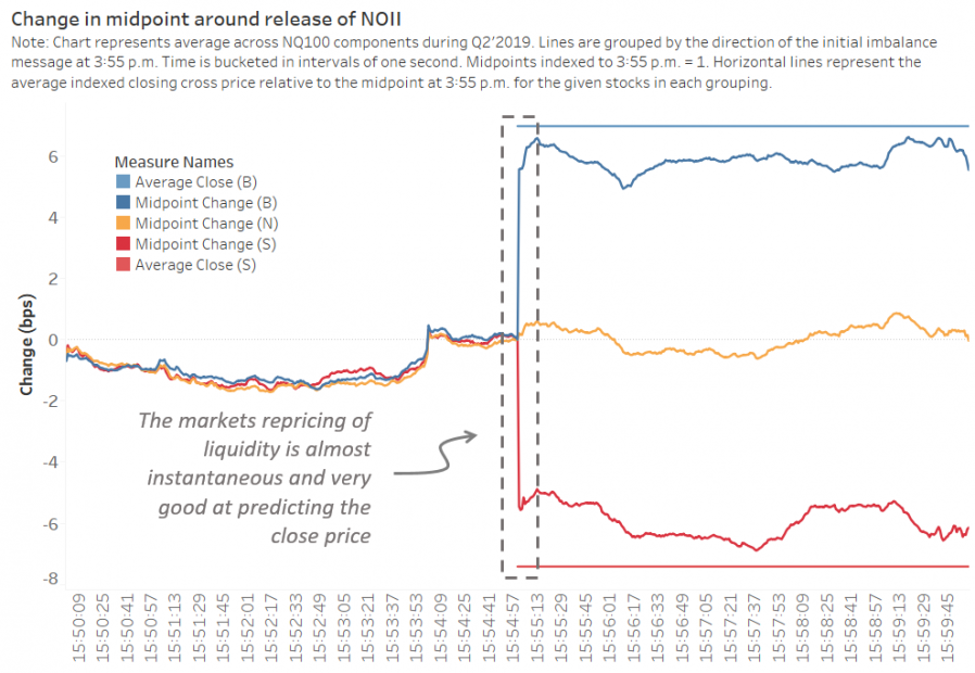 Change in midpoint around release of NOII
Note: Chart represents average across NQ100 components during Q2’2019. Lines are grouped by the direction of the initial imbalance
message at 3:55 p.m. Time is bucketed in intervals of one second. Midpoints indexed to 3:55 p.m. = 1. Horizontal lines represent the
average indexed closing cross price relative to the midpoint at 3:55 p.m. for the given stocks in each grouping.
Measure Names
Average Close (B)
Midpoint Change (B)
Midpoint Change (N)
Midpoint Change (S)
Average Close (S)
Change (bps)
6
4
2
0
-2
-4
-6
-8
The markets repricing of
liquidity is almost
instantaneous and very
good at predicting the
close price
15:50:09
15:50:25
15:50:41
15:50:57
15:51:13
15:51:29
15:51:45
15:52:01
15:52:17
15:52:33
15:52:49
15:53:05
15:53:21
15:53:37
15:53:53
15:54:09
15:54:25
15:54:41
15:54:57
15:55:13
15:55:29
15:55:45
15:56:01
15:56:17
15:56:33
15:56:49
15:57:05
15:57:21
15:57:37
15:57:53
15:58:09
15:58:25
15:58:41
15:58:57
15:59:13
15:59:29
15:59:45